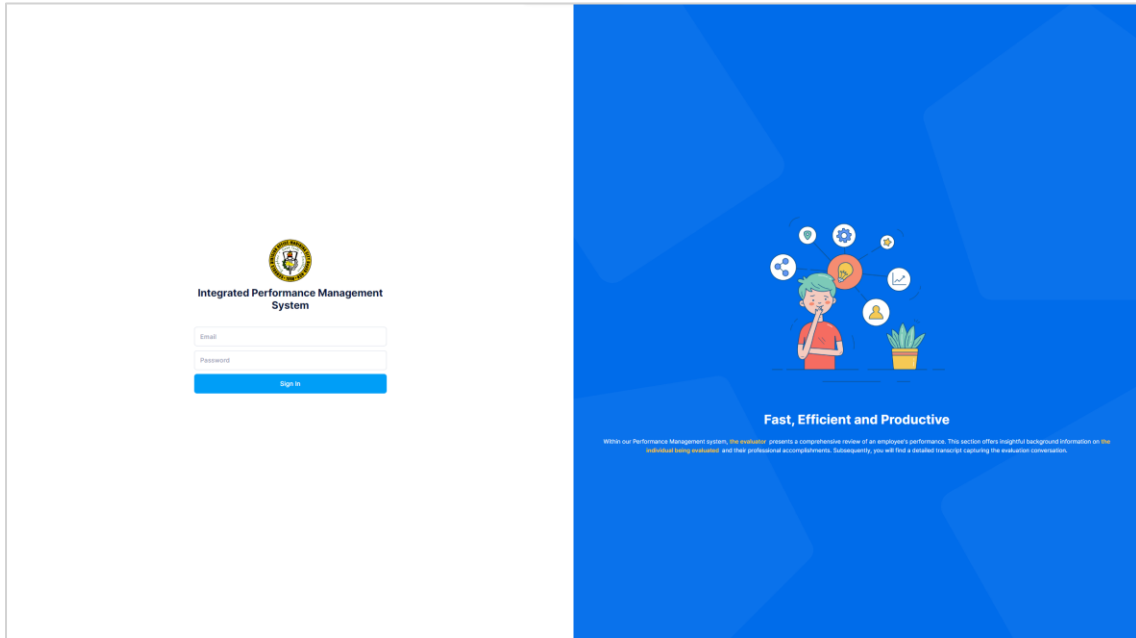 Integrated Performance Management
System
Email
Password
Sign In
Fast, Efficient and Productive
Within our Performance Management system, the evaluator presents a comprehensive review of an employee's performance. This section offers insightful background information on the
individual being evaluated and their professional accomplishments. Subsequently, you will find a detailed transcript capturing the evaluation conversation.